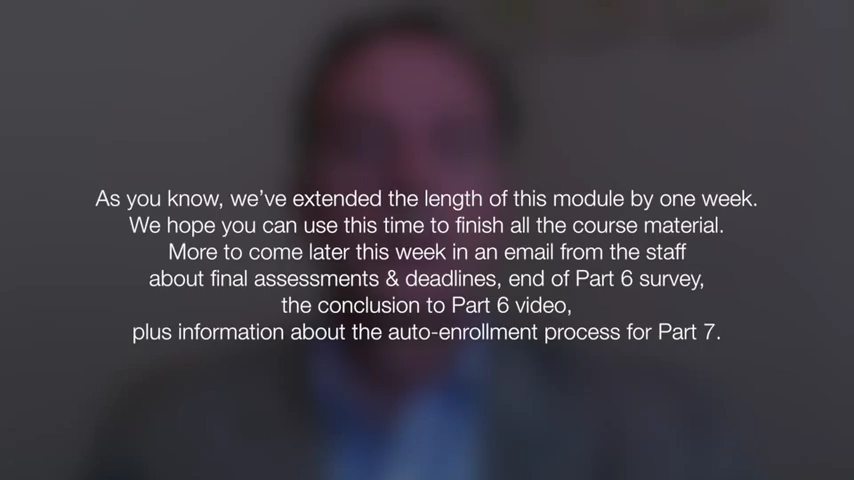 As you know, we've extended the length of this module by one week.
We hope you can use this time to finish all the course material.
More to come later this week in an email from the staff
about final assessments & deadlines, end of Part 6 survey,
the conclusion to Part 6 video,
plus information about the auto-enrollment process for Part 7.